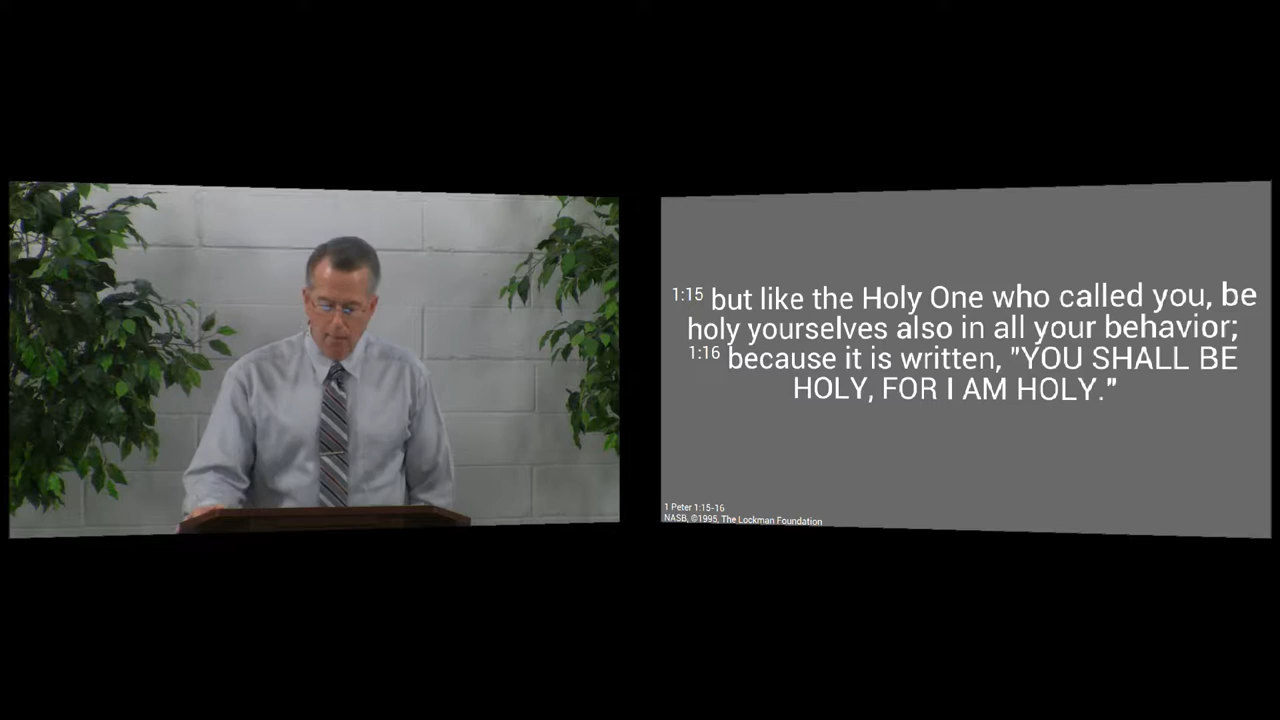 1:15 but like the Holy One who called you, be
holy yourselves also in all your behavior;
1:16 because it is written, "YOU SHALL BE
HOLY, FOR I AM HOLY."
1 Peter 1:15-16
NASB, ©1995, The Lockman Foundation